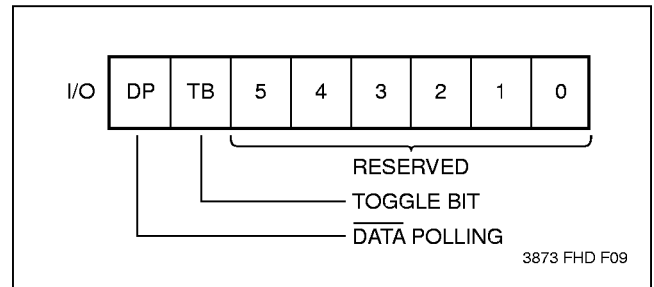 I/O DP TB 5 4 3 2 1 0
RESERVED
TOGGLE BIT
DATA POLLING
3873 FHD F09